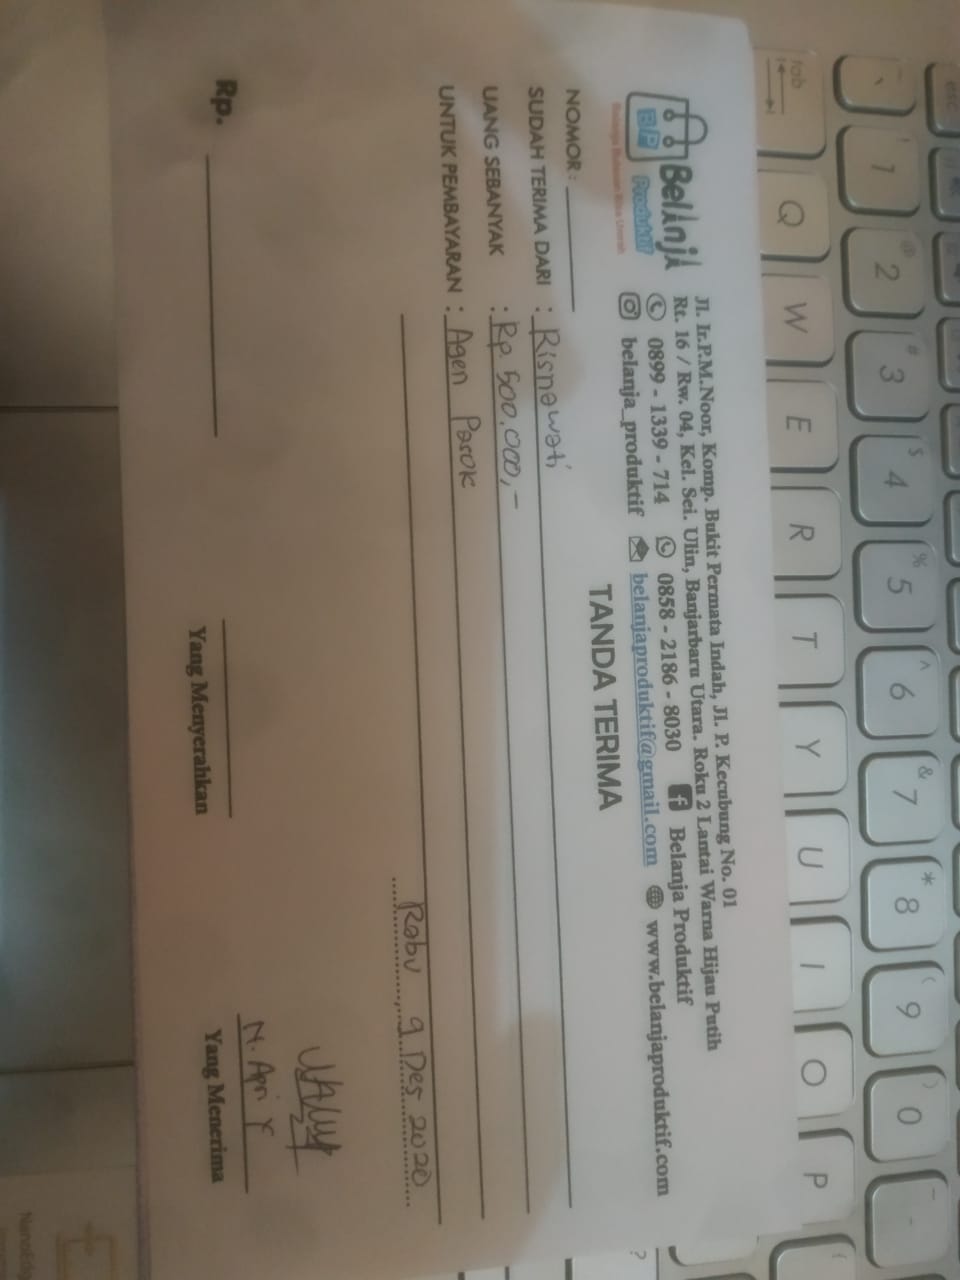 Belanja
BP Produktif
Jl. Ir.P.M.Noor, Komp. Bukit Permata Indah, Jl. P. Kecubung No. 01
Rt. 16 / Rw. 04, Kel. Sei. Ulin, Banjarbaru Utara. Roku 2 Lantai Warna Hijau Putih
0899 - 1339 - 714 0858 - 2186 - 8030 Belanja Produktif
belanja_produktif belanjaproduktif@gmail.com www.belanjaproduktif.com
TANDA TERIMA
NOMOR :
SUDAH TERIMA DARI : Risnawati
UANG SEBANYAK : Rp. 500.000,-
UNTUK PEMBAYARAN : Agen Parok
Rabu, 9 Des 2020
Rp.
N. Apri Y
Yang Menyerahkan Yang Menerima
esc
1 2 3 4 5 6 7 8 9 0 -
! @ # $ % ^ & * ( )
tab Q W E R T Y U I O P